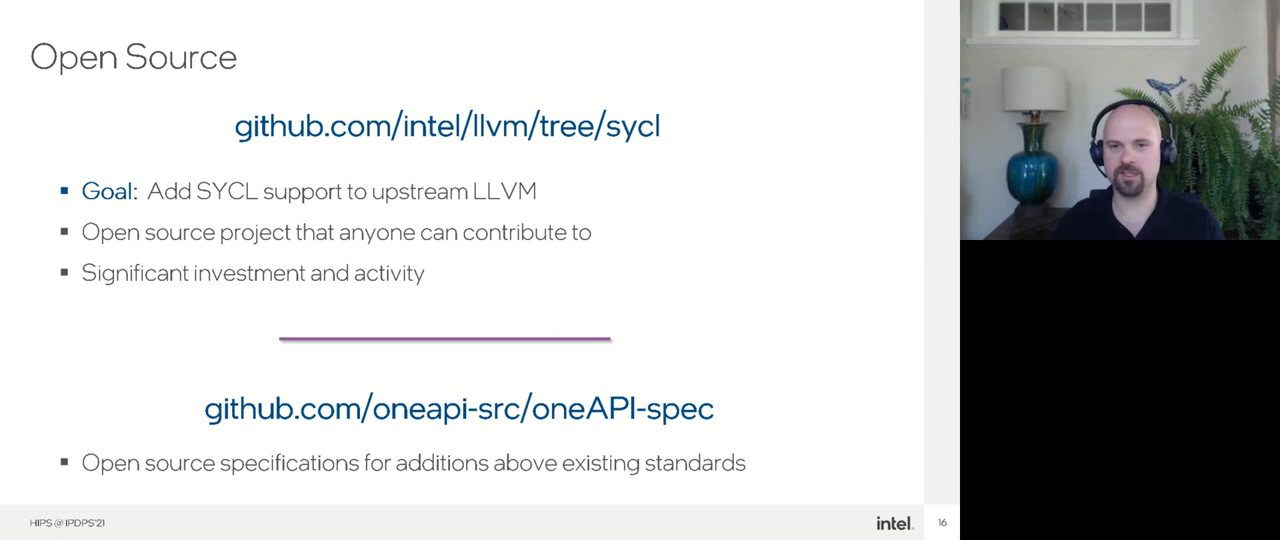 Open Source
github.com/intel/llvm/tree/sycl
▪ Goal: Add SYCL support to upstream LLVM
▪ Open source project that anyone can contribute to
▪ Significant investment and activity
github.com/oneapi-src/oneAPI-spec
▪ Open source specifications for additions above existing standards
HIPS @ IPDPS'21
intel.
16